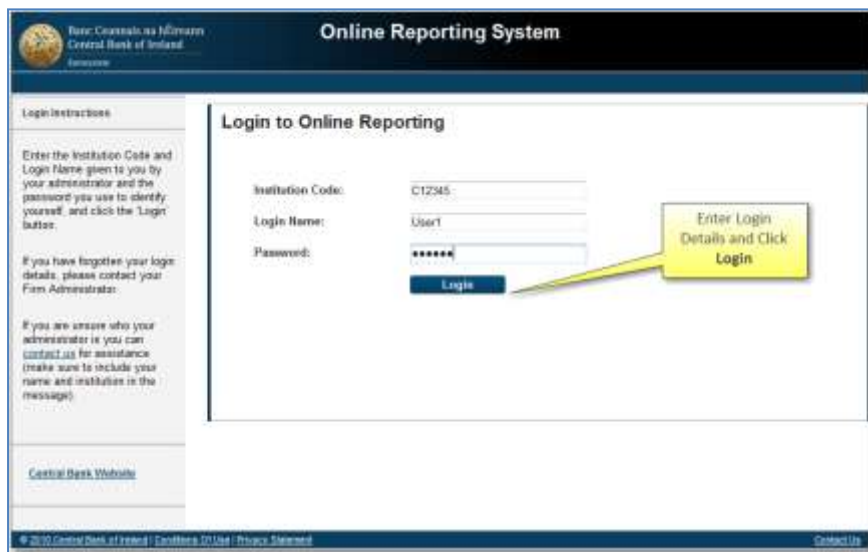 Banc Ceannais na hÉireann
Central Bank of Ireland
Eurosystem
Online Reporting System
Login Instructions
Enter the Institution Code and
Login Name given to you by
your administrator and the
password you use to identify
yourself, and click the 'Login'
button.
If you have forgotten your login
details, please contact your
Firm Administrator.
If you are unsure who your
administrator is you can
contact us for assistance
(make sure to include your
name and institution in the
message).
Central Bank Website
Login to Online Reporting
Institution Code: C12345
Login Name: User1
Password: ••••••
Login
Enter Login
Details and Click
Login
© 2010 Central Bank of Ireland | Conditions Of Use | Privacy Statement
Contact Us